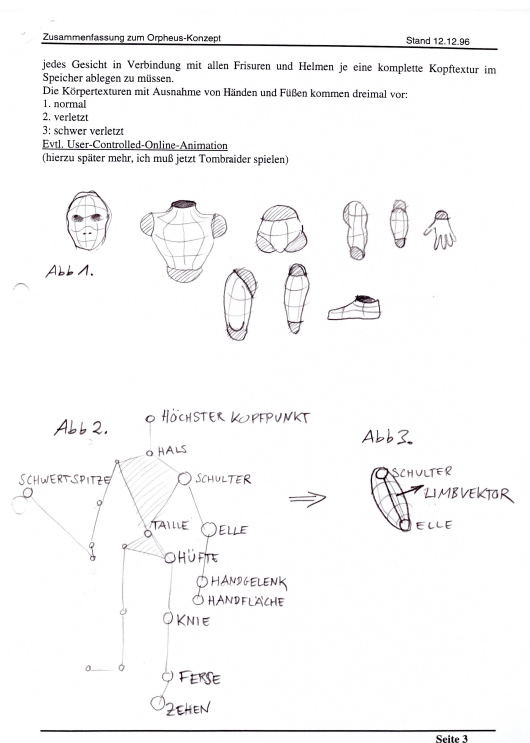 Zusammenfassung zum Orpheus-Konzept Stand 12.12.96
jedes Gesicht in Verbindung mit allen Frisuren und Helmen je eine komplette Kopftextur im
Speicher ablegen zu müssen.
Die Körpertexturen mit Ausnahme von Händen und Füßen kommen dreimal vor:
1. normal
2. verletzt
3: schwer verletzt
Evtl. User-Controlled-Online-Animation
(hierzu später mehr, ich muß jetzt Tombraider spielen)
Abb 1.
Abb 2.
HÖCHSTER KOPFPUNKT
HALS
SCHWERTSPITZE
SCHULTER
TAILLE
ELLE
HÜFTE
HANDGELENK
HANDFLÄCHE
KNIE
FERSE
ZEHEN
Abb 3.
SCHULTER
LIMBVEKTOR
ELLE
Seite 3